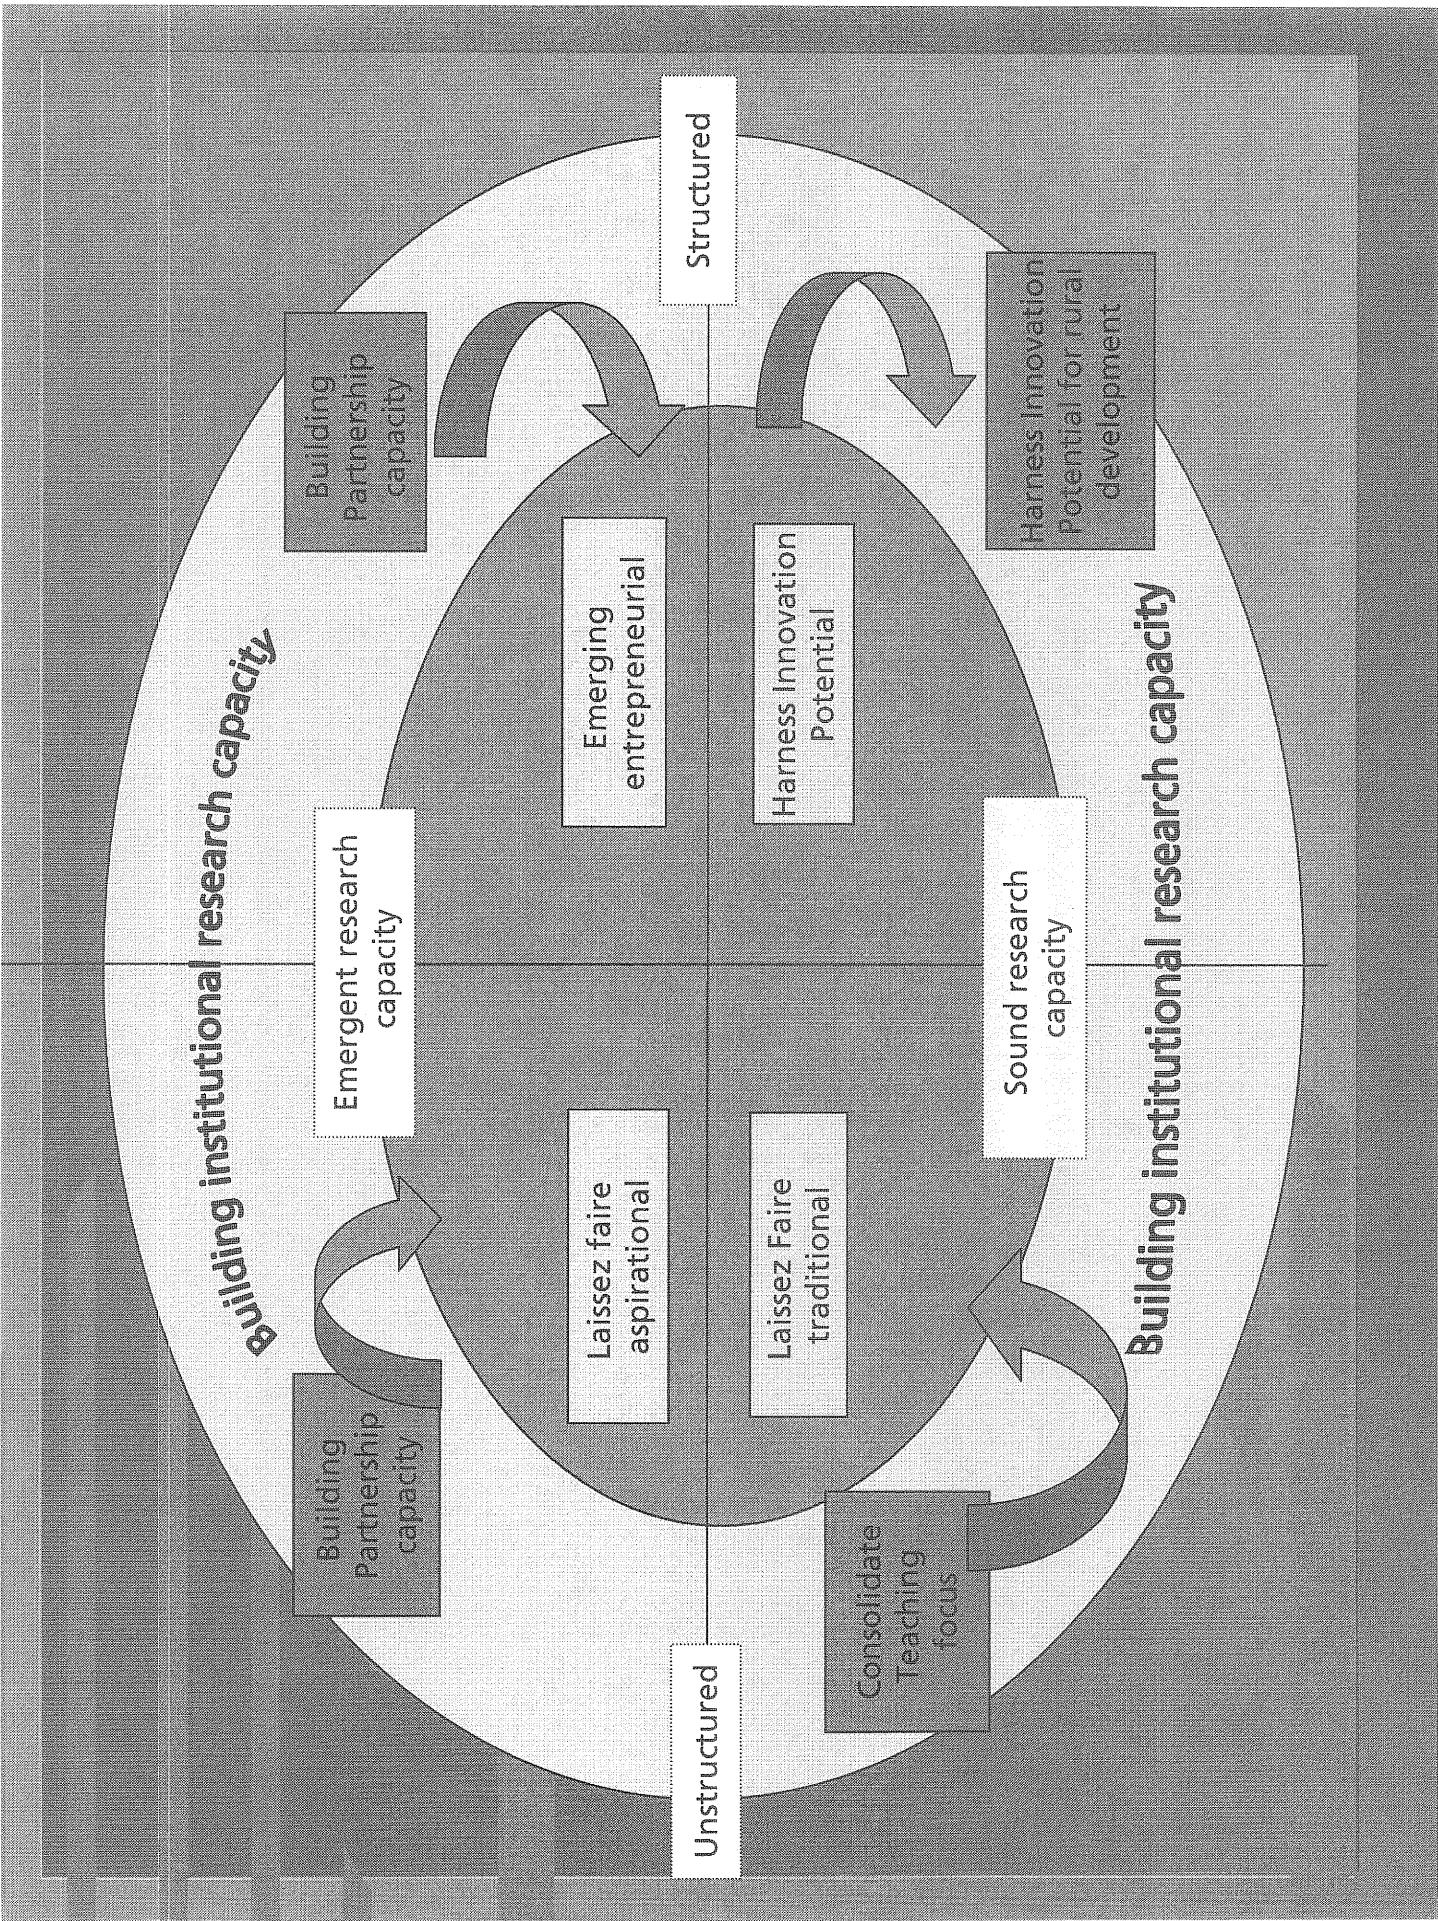 Building institutional research capacity
Building
Partnership
capacity
Building
Partnership
capacity
Emergent research
capacity
Laissez faire
aspirational
Emerging
entrepreneurial
Unstructured
Structured
Laissez Faire
traditional
Harness Innovation
Potential
Consolidate
Teaching
focus
Sound research
capacity
Harness Innovation
Potential for rural
development
Building institutional research capacity